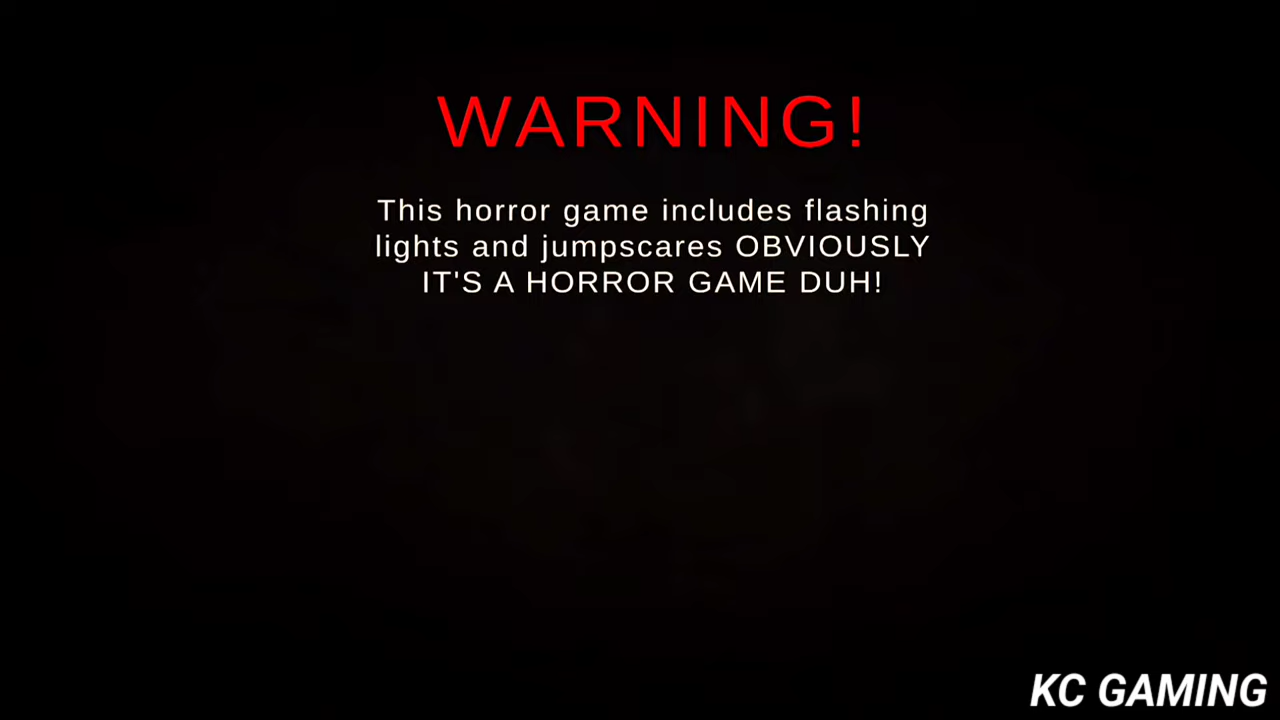 WARNING!
This horror game includes flashing
lights and jumpscares OBVIOUSLY
IT'S A HORROR GAME DUH!
KC GAMING